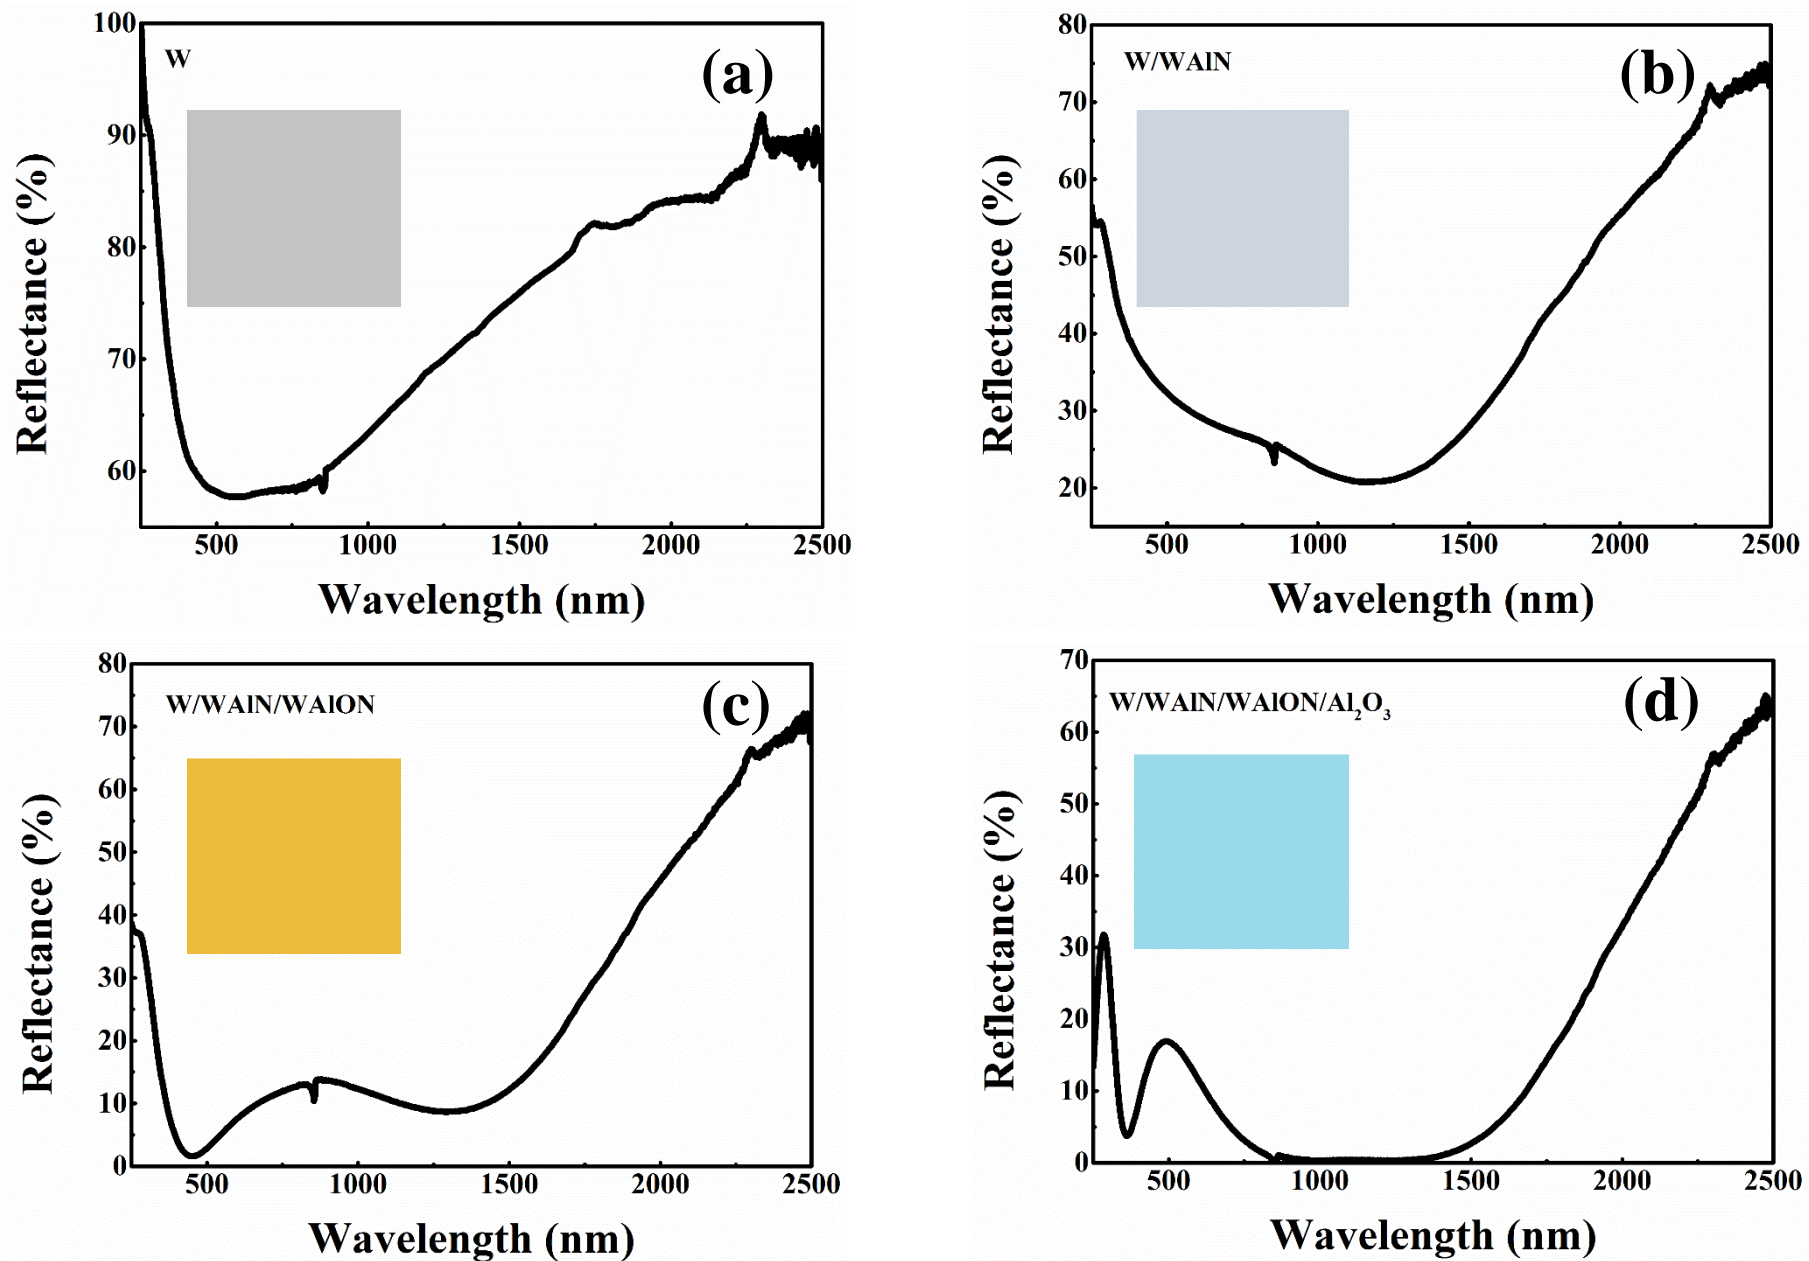 W
(a)
100
90
80
70
60
500 1000 1500 2000 2500
Reflectance (%)
Wavelength (nm)
W/WAlN
(b)
80
70
60
50
40
30
20
500 1000 1500 2000 2500
Reflectance (%)
Wavelength (nm)
W/WAlN/WAlON
(c)
80
70
60
50
40
30
20
10
0
500 1000 1500 2000 2500
Reflectance (%)
Wavelength (nm)
W/WAlN/WAlON/Al₂O₃
(d)
70
60
50
40
30
20
10
0
500 1000 1500 2000 2500
Reflectance (%)
Wavelength (nm)